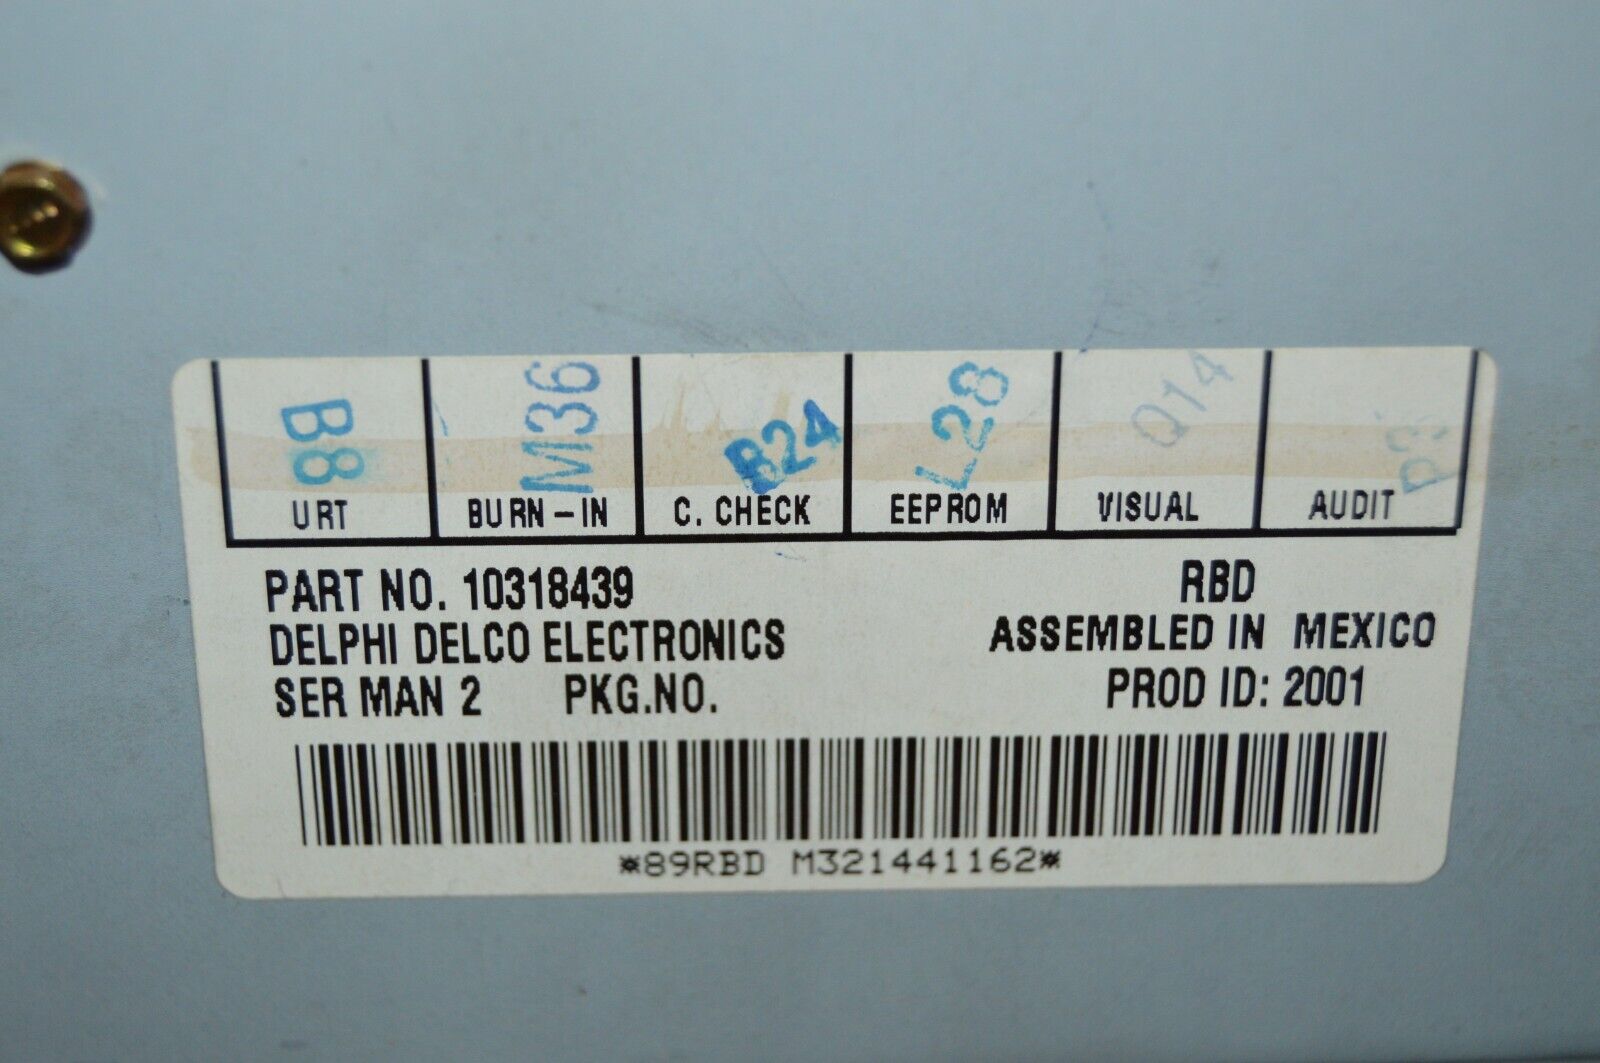 B8 M36 B24 L28 Q14
URT BURN-IN C. CHECK EEPROM VISUAL AUDIT
PART NO. 10318439 RBD
DELPHI DELCO ELECTRONICS ASSEMBLED IN MEXICO
SER MAN 2 PKG.NO. PROD ID: 2001
*89RBD M321441162*